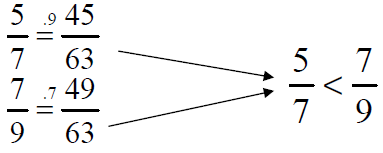 5/7 =^{.9} 45/63
7/9 =^{.7} 49/63
5/7 < 7/9